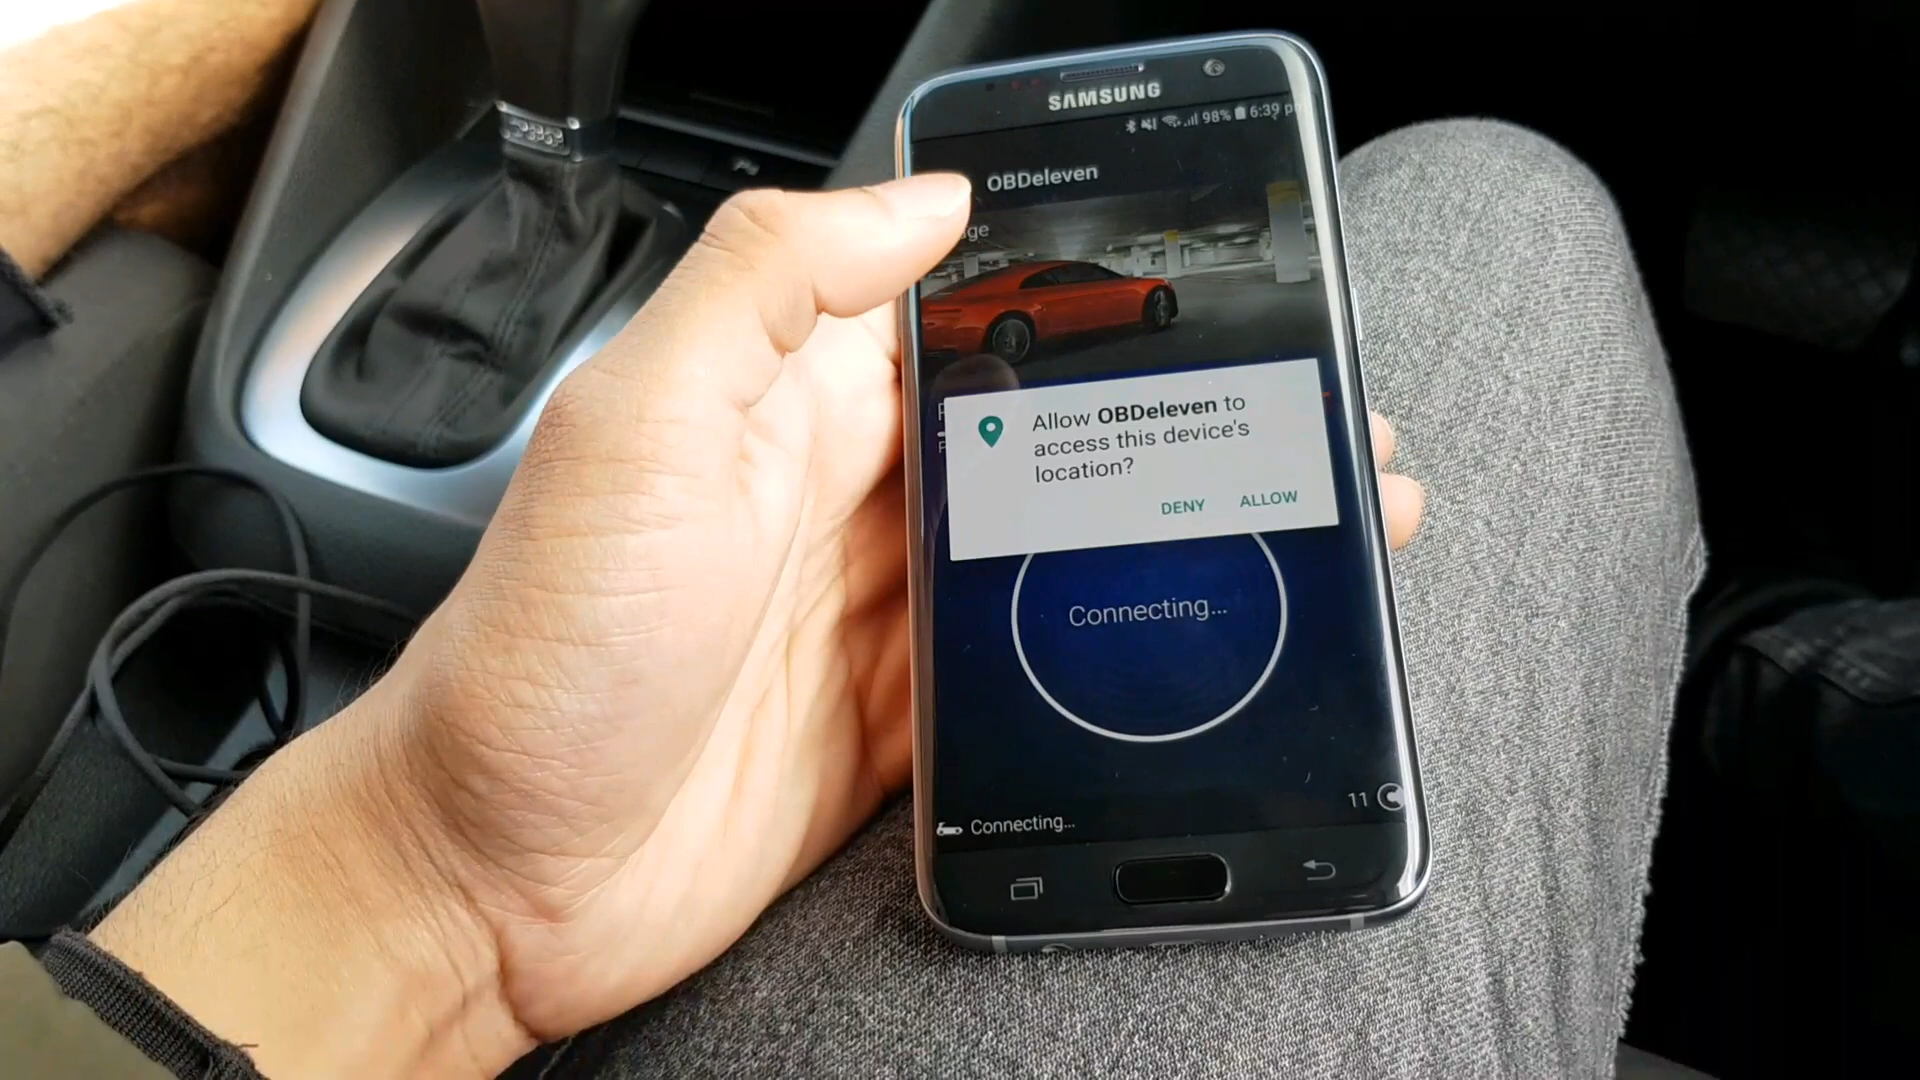 SAMSUNG
98% 6:39
OBDeleven
Allow OBDeleven to
access this device's
location?
DENY ALLOW
Connecting...
11
Connecting...